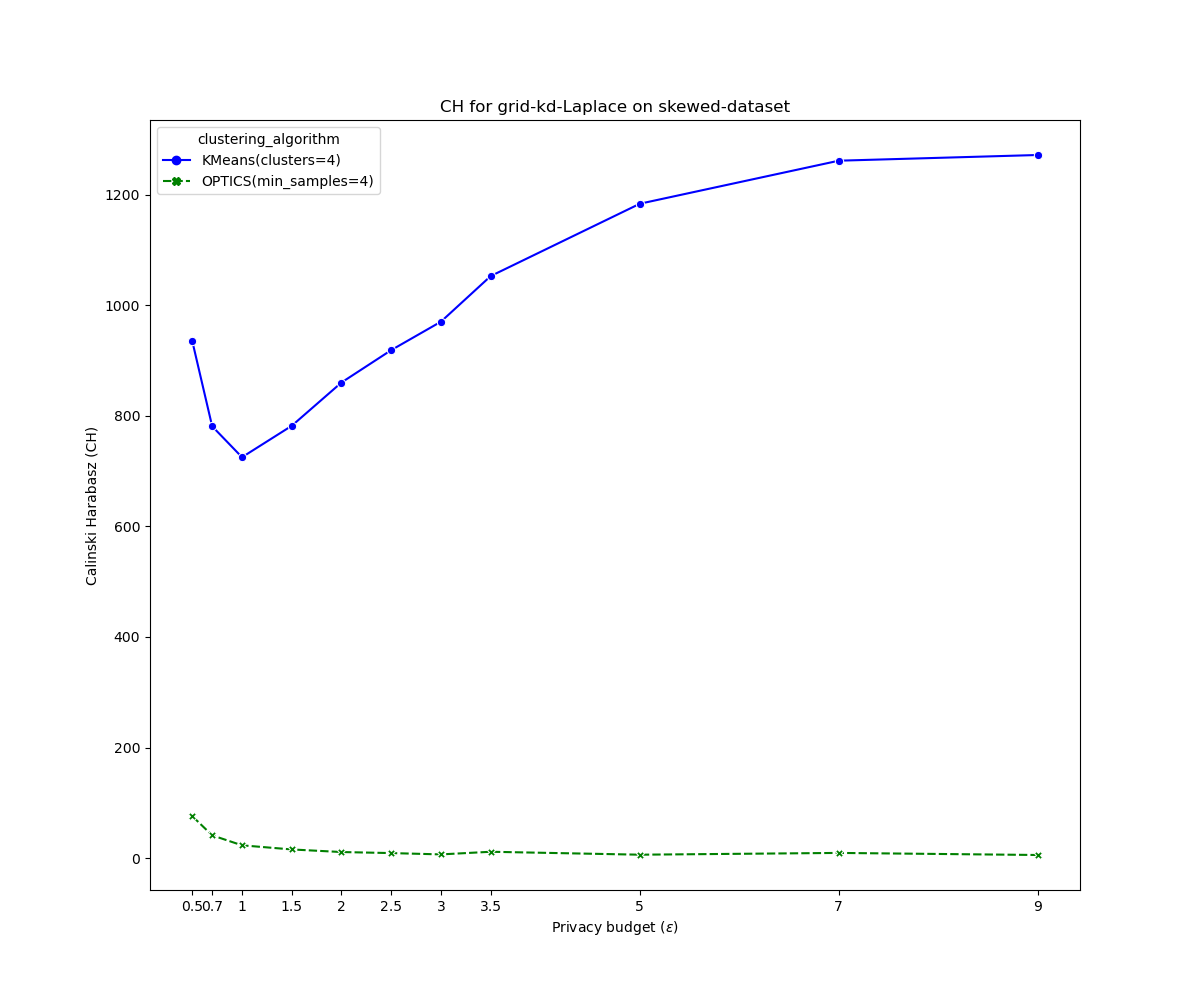 CH for grid-kd-Laplace on skewed-dataset
clustering_algorithm
KMeans(clusters=4)
OPTICS(min_samples=4)
1200
1000
800
600
400
200
0
Calinski Harabasz (CH)
0.5 0.7 1 1.5 2 2.5 3 3.5 5 7 9
Privacy budget (ε)